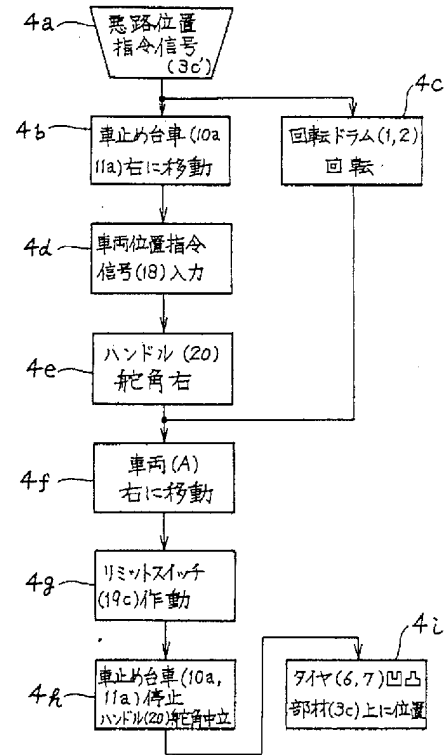 4a
悪路位置
指令信号
(3c')
4b
車止め台車(10a
11a)右に移動
4c
回転ドラム(1,2)
回転
4d
車両位置指令
信号(18)入力
4e
ハンドル(20)
舵角右
4f
車両(A)
右に移動
4g
リミットスイッチ
(19c)作動
4h
車止め台車(10a,
11a)停止
ハンドル(20)舵角中立
4i
タイヤ(6,7)凹凸
部材(3c)上に位置